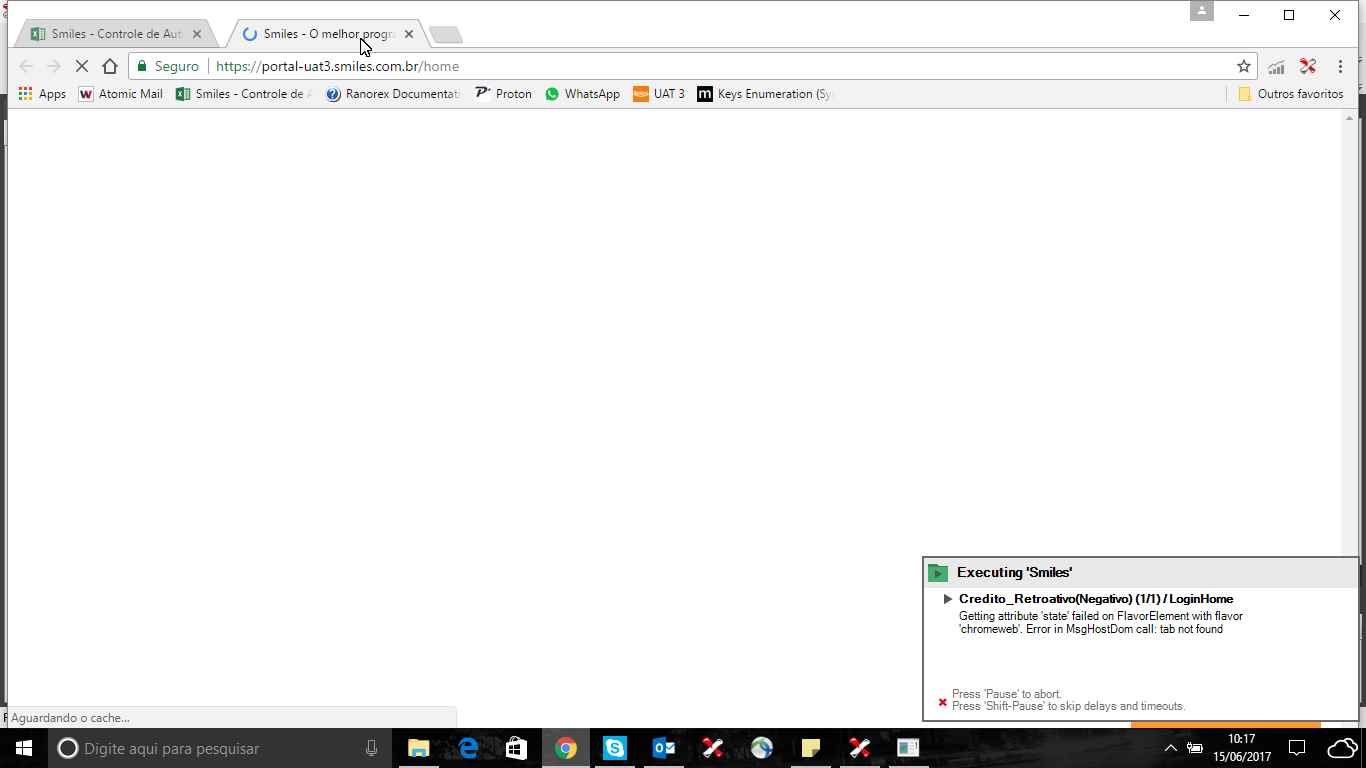 Smiles - Controle de Aut
Smiles - O melhor progr
Seguro
https://portal-uat3.smiles.com.br/home
Apps
Atomic Mail
Smiles - Controle de A
Ranorex Documentat
Proton
WhatsApp
UAT 3
Keys Enumeration (Sy
Outros favoritos
Executing 'Smiles'
Credito_Retroativo(Negativo) (1/1) / LoginHome
Getting attribute 'state' failed on FlavorElement with flavor
'chromeweb'. Error in MsgHostDom call: tab not found
Press 'Pause' to abort.
Press 'Shift-Pause' to skip delays and timeouts.
Aguardando o cache...
Digite aqui para pesquisar
10:17
15/06/2017